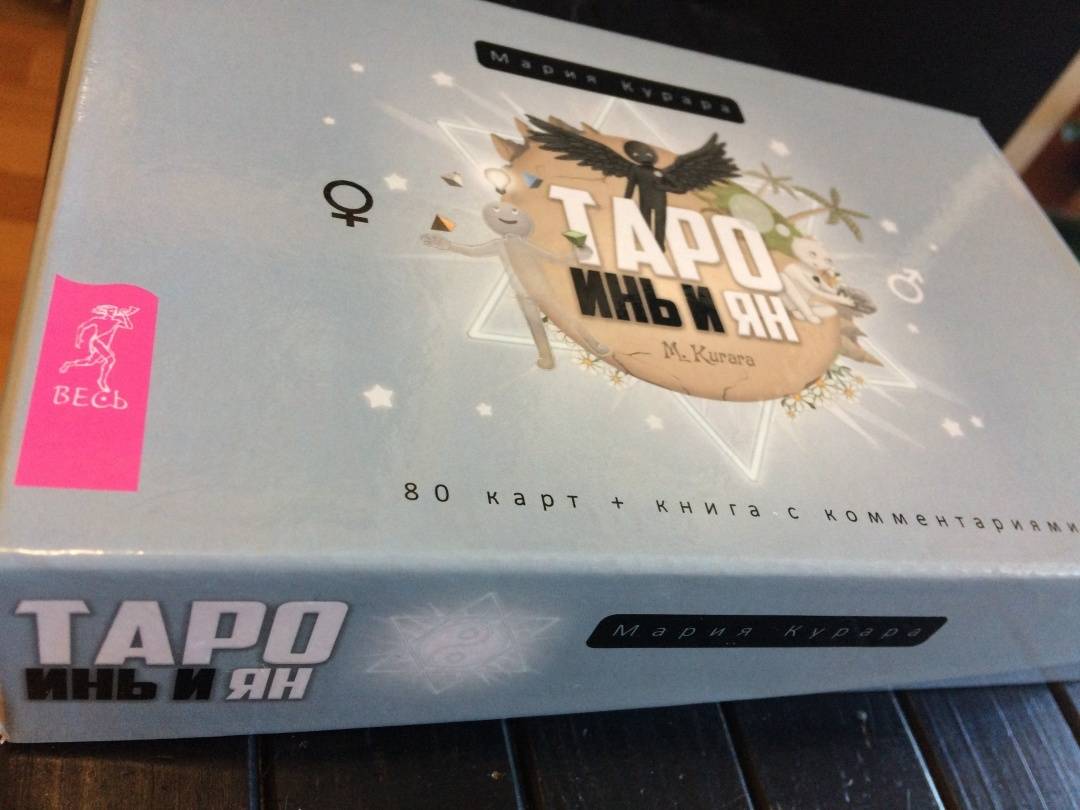 Мария Курара
ТАРО
ИНЬ И ЯН
M. Kurara
ВЕСЬ
80 карт + книга с комментариями
ТАРО
ИНЬ И ЯН
Мария Курара